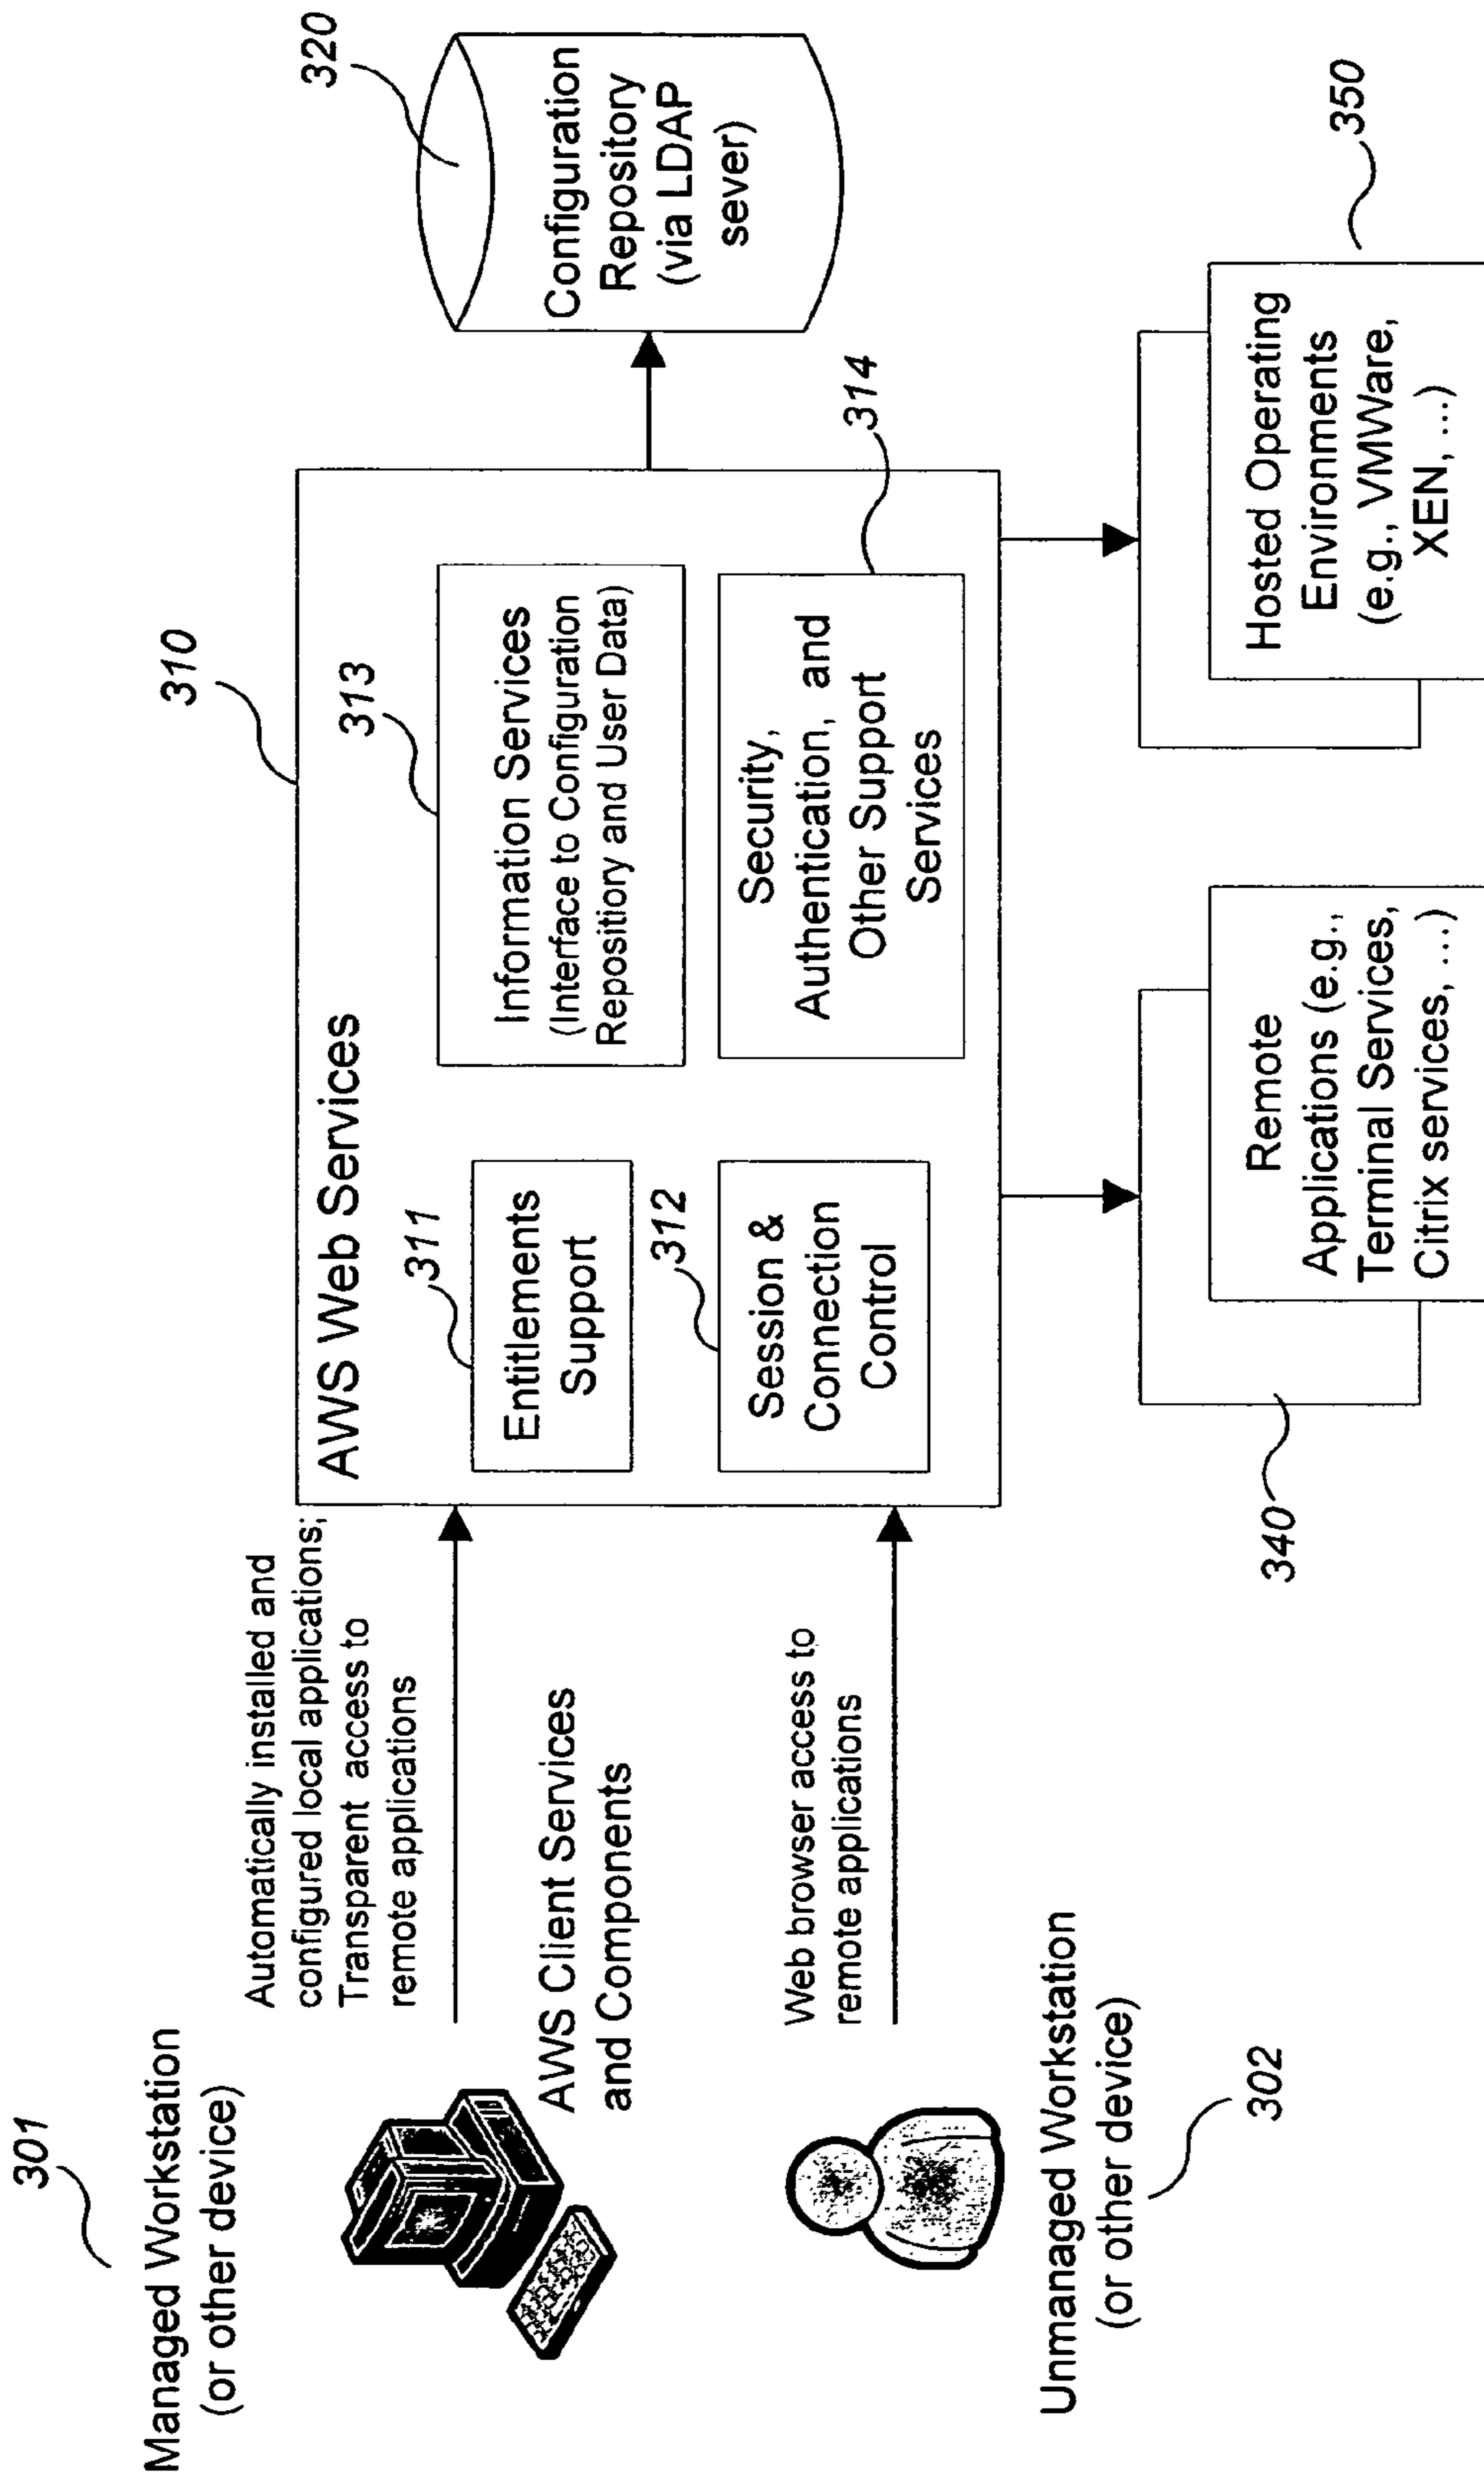 301
Managed Workstation
(or other device)
Automatically installed and
configured local applications;
Transparent access to
remote applications
AWS Client Services
and Components
Web browser access to
remote applications
Unmanaged Workstation
(or other device)
302
310
AWS Web Services
311
Entitlements
Support
312
Session &
Connection
Control
313
Information Services
(Interface to Configuration
Repository and User Data)
314
Security,
Authentication, and
Other Support
Services
320
Configuration
Repository
(via LDAP
sever)
340
Remote
Applications (e.g.,
Terminal Services,
Citrix services, ...)
350
Hosted Operating
Environments
(e.g., VMWare,
XEN, ...)